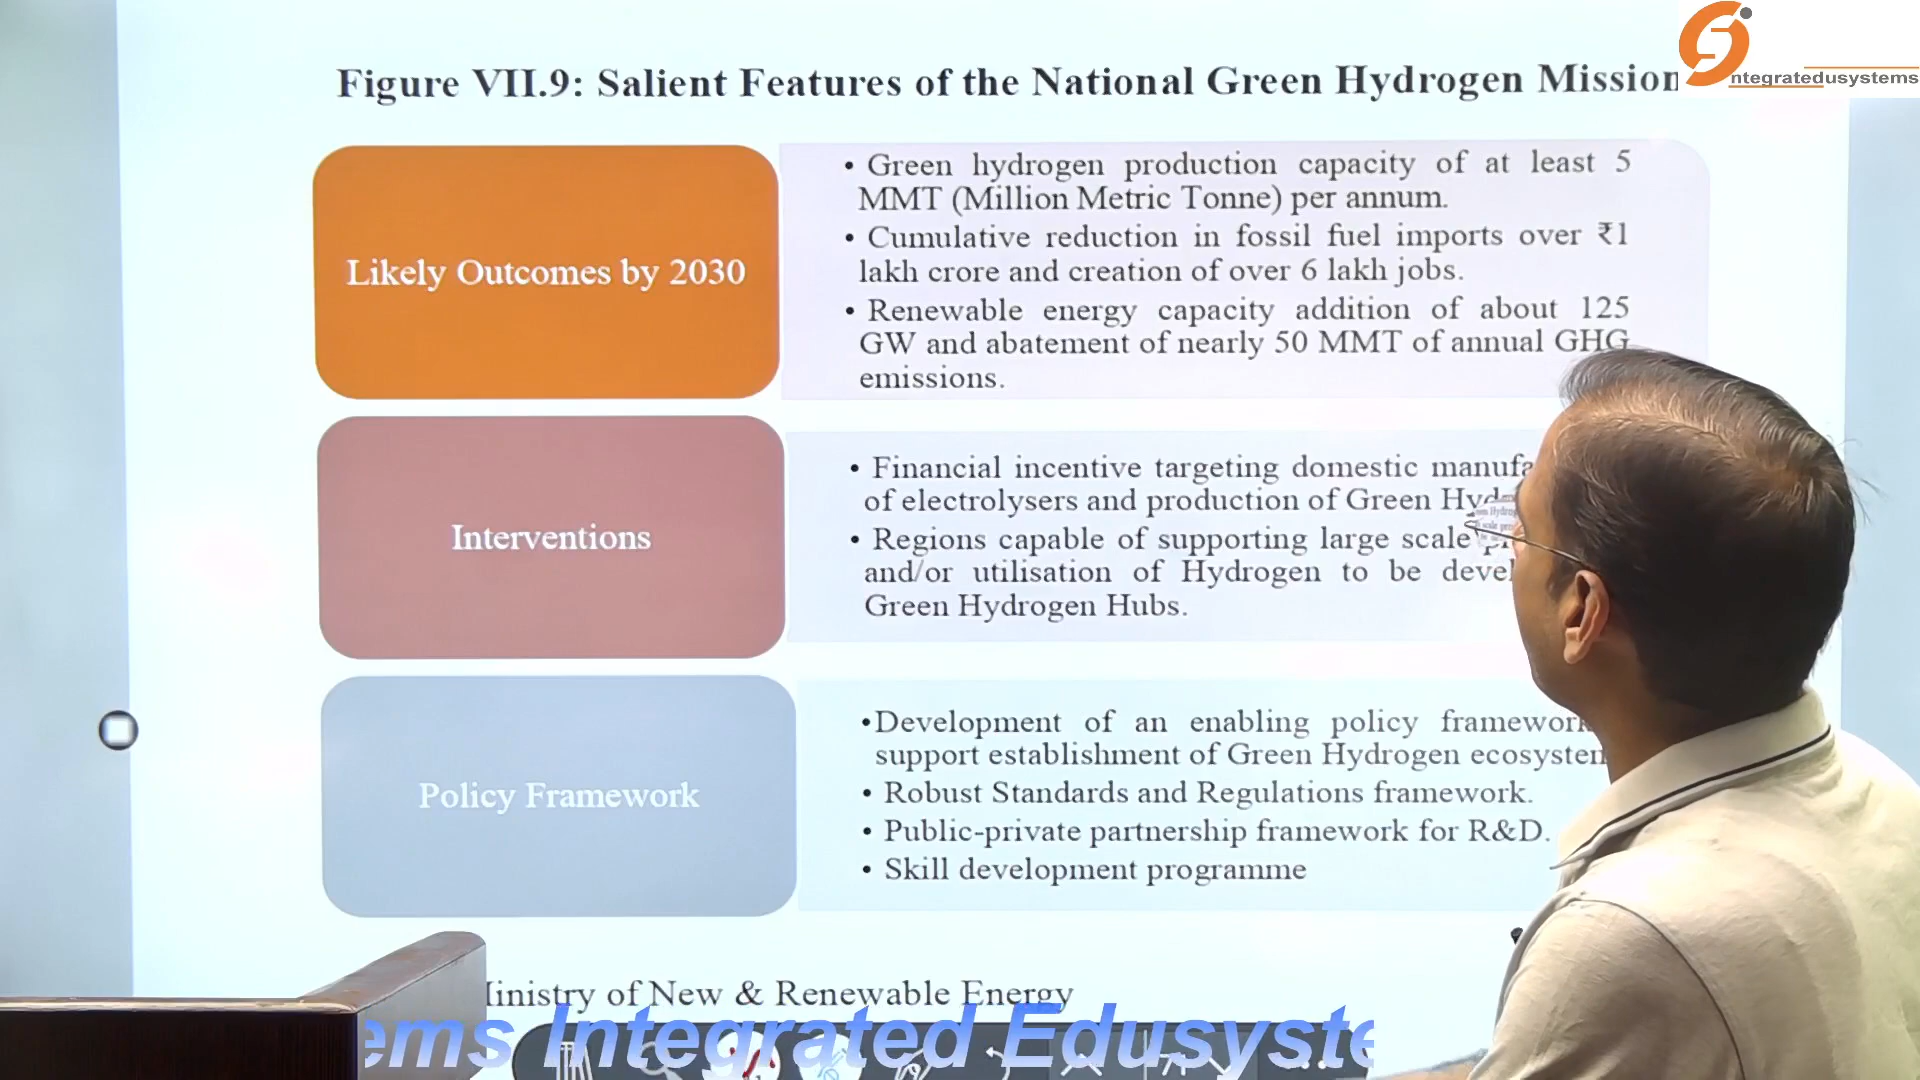 Figure VII.9: Salient Features of the National Green Hydrogen Mission
ntegratedusystems
Likely Outcomes by 2030
• Green hydrogen production capacity of at least 5
MMT (Million Metric Tonne) per annum.
• Cumulative reduction in fossil fuel imports over ₹1
lakh crore and creation of over 6 lakh jobs.
• Renewable energy capacity addition of about 125
GW and abatement of nearly 50 MMT of annual GHG
emissions.
Interventions
• Financial incentive targeting domestic
of electrolysers and production of Green
• Regions capable of supporting large scale
and/or utilisation of Hydrogen to be
Green Hydrogen Hubs.
Policy Framework
•Development of an enabling policy framework
support establishment of Green Hydrogen ecosystem
• Robust Standards and Regulations framework.
• Public-private partnership framework for R&D.
• Skill development programme
of New & Renewable Energy
ems Integrated Edusyste